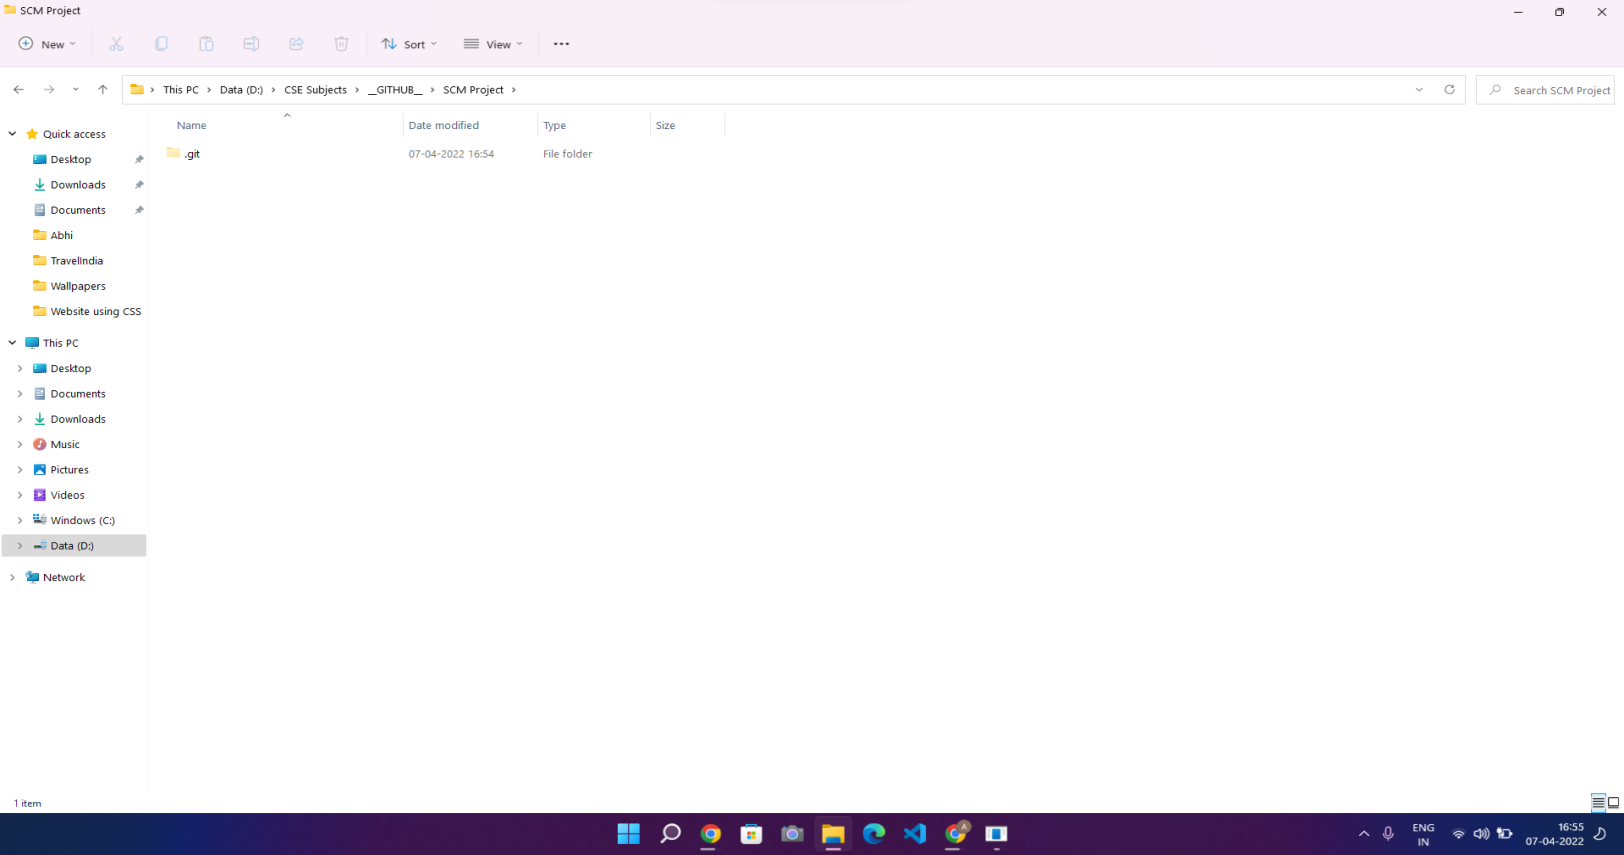 SCM Project
New
Sort
View
This PC > Data (D:) > CSE Subjects > __GITHUB__ > SCM Project >
Search SCM Project
Name Date modified Type Size
.git 07-04-2022 16:54 File folder
Quick access
Desktop
Downloads
Documents
Abhi
TravelIndia
Wallpapers
Website using CSS
This PC
Desktop
Documents
Downloads
Music
Pictures
Videos
Windows (C:)
Data (D:)
Network
1 item
A
ENG
IN
16:55
07-04-2022